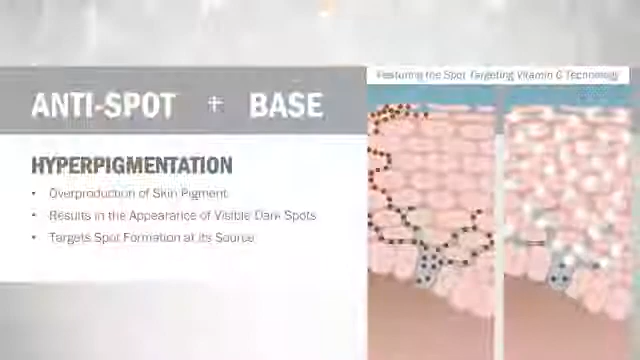 Featuring the Spot Targeting Vitamin C Technology
ANTI-SPOT + BASE
HYPERPIGMENTATION
• Overproduction of Skin Pigment
• Results in the Appearance of Visible Dark Spots
• Targets Spot Formation at its Source